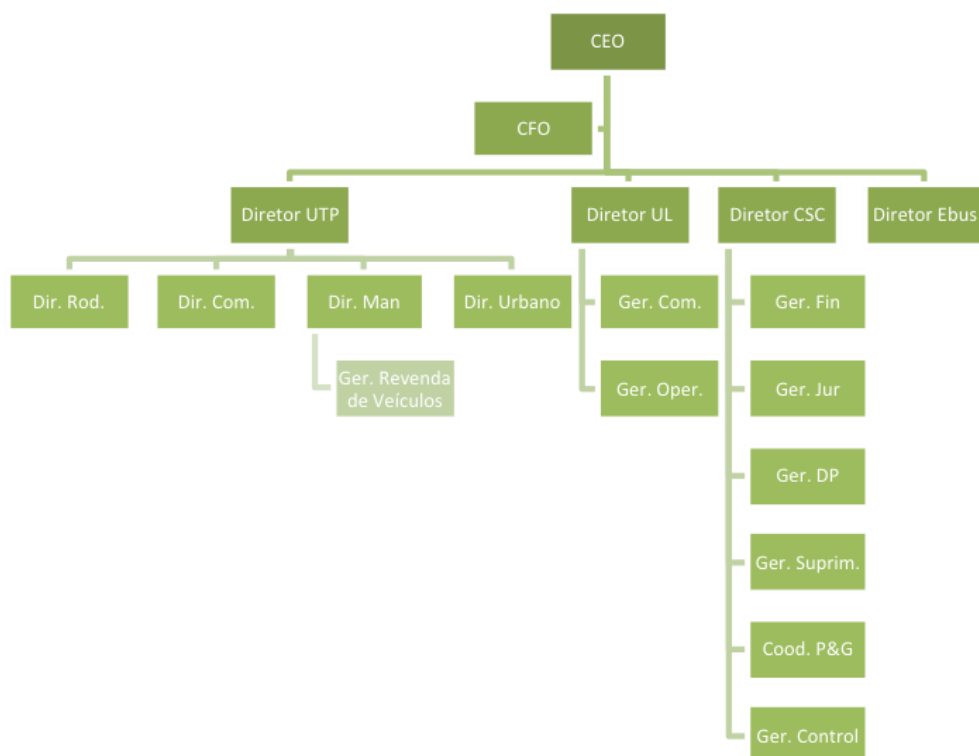 CEO
CFO
Diretor UTP
Diretor UL
Diretor CSC
Diretor Ebus
Dir. Rod.
Dir. Com.
Dir. Man
Dir. Urbano
Ger. Com.
Ger. Fin
Ger. Revenda
de Veículos
Ger. Oper.
Ger. Jur
Ger. DP
Ger. Suprim.
Cood. P&G
Ger. Control